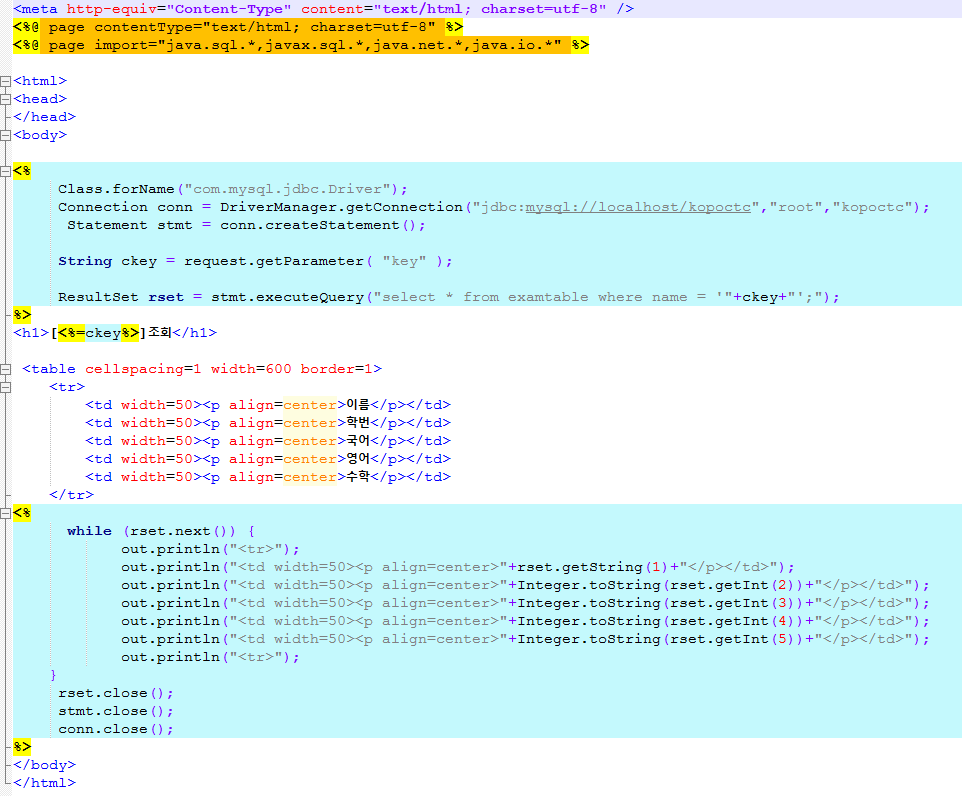 <meta http-equiv="Content-Type" content="text/html; charset=utf-8" />
<%@ page contentType="text/html; charset=utf-8" %>
<%@ page import="java.sql.*,javax.sql.*,java.net.*,java.io.*" %>
<html>
<head>
</head>
<body>
<%
Class.forName("com.mysql.jdbc.Driver");
Connection conn = DriverManager.getConnection("jdbc:mysql://localhost/kopoctc","root","kopoctc");
Statement stmt = conn.createStatement();
String ckey = request.getParameter( "key" );
ResultSet rset = stmt.executeQuery("select * from examtable where name = '"+ckey+"';");
%>
<h1>[<%=ckey%>]조회</h1>
<table cellspacing=1 width=600 border=1>
<tr>
<td width=50><p align=center>이름</p></td>
<td width=50><p align=center>학번</p></td>
<td width=50><p align=center>국어</p></td>
<td width=50><p align=center>영어</p></td>
<td width=50><p align=center>수학</p></td>
</tr>
<%
while (rset.next()) {
out.println("<tr>");
out.println("<td width=50><p align=center>"+rset.getString(1)+"</p></td>");
out.println("<td width=50><p align=center>"+Integer.toString(rset.getInt(2))+"</p></td>");
out.println("<td width=50><p align=center>"+Integer.toString(rset.getInt(3))+"</p></td>");
out.println("<td width=50><p align=center>"+Integer.toString(rset.getInt(4))+"</p></td>");
out.println("<td width=50><p align=center>"+Integer.toString(rset.getInt(5))+"</p></td>");
out.println("<tr>");
}
rset.close();
stmt.close();
conn.close();
%>
</body>
</html>